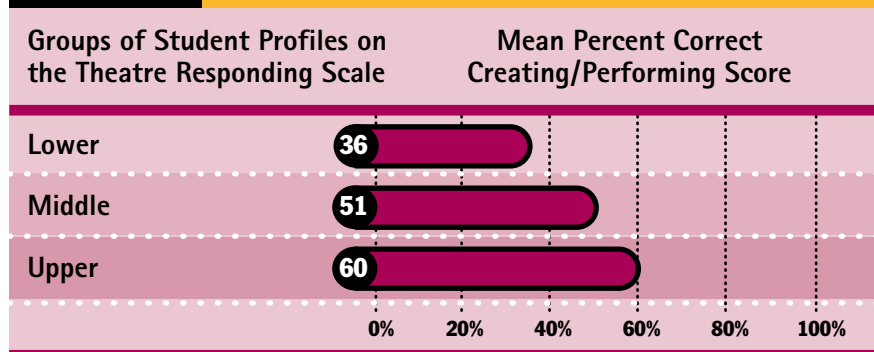 Groups of Student Profiles on
the Theatre Responding Scale
Mean Percent Correct
Creating/Performing Score
Lower
36
Middle
51
Upper
60
0% 20% 40% 60% 80% 100%